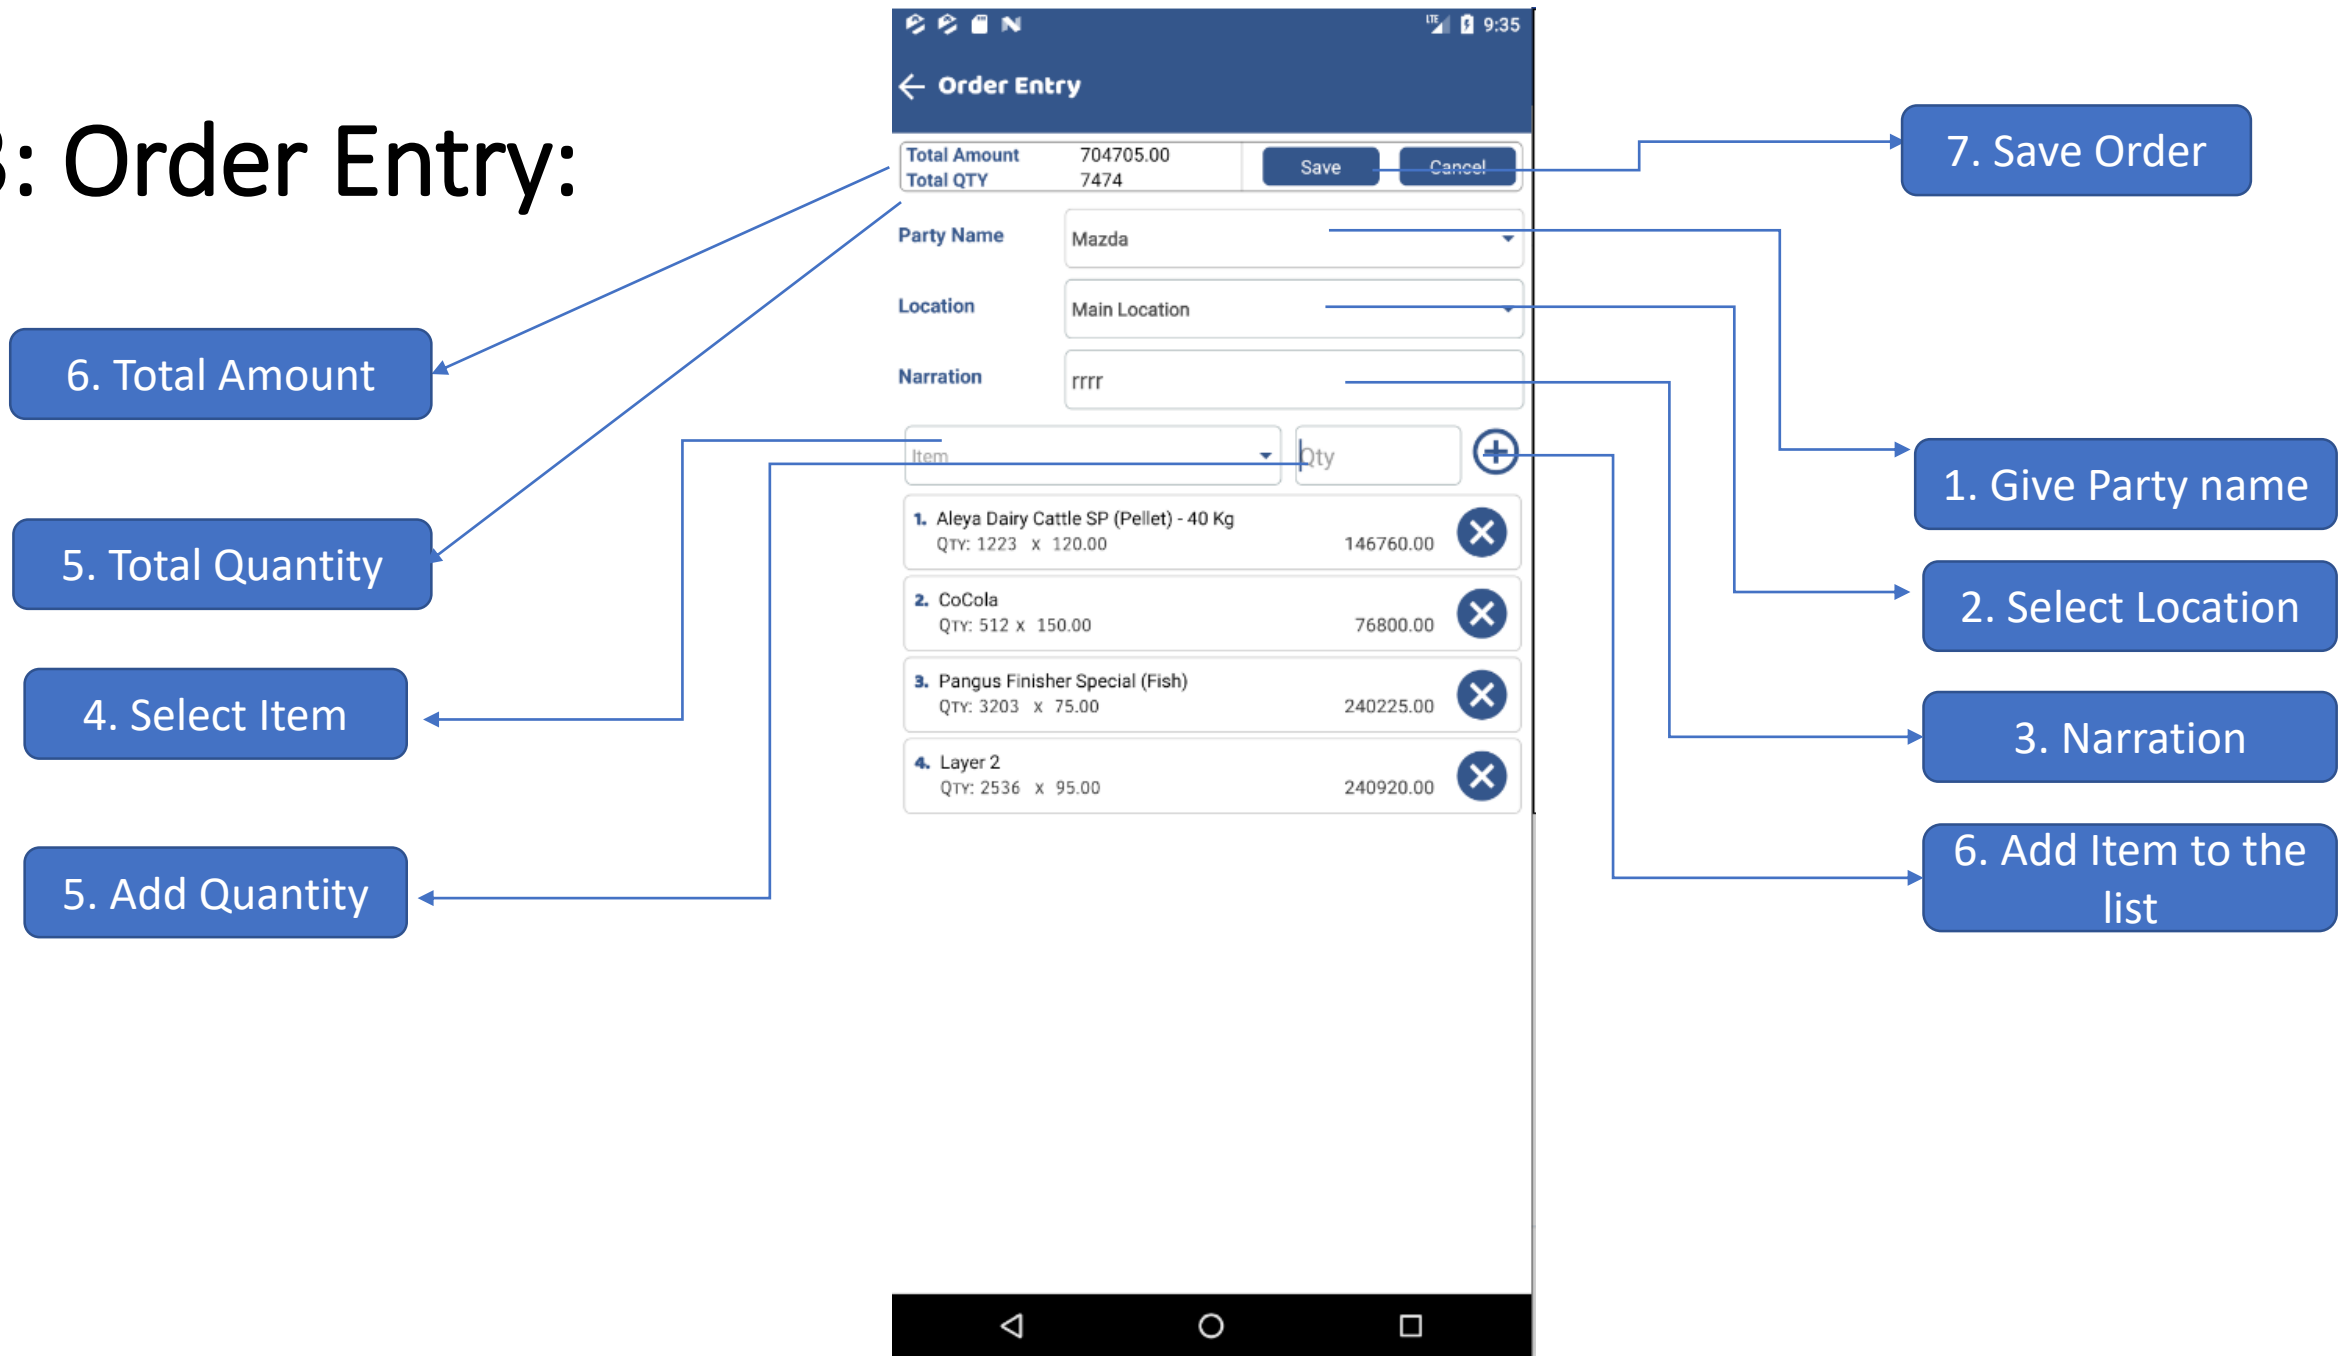 3: Order Entry:
LTE 9:35
Order Entry
Total Amount 704705.00
Total QTY 7474
Save Cancel
Party Name Mazda
Location Main Location
Narration rrrr
Item Qty
1. Aleya Dairy Cattle SP (Pellet) - 40 Kg
QTY: 1223 x 120.00 146760.00
2. CoCola
QTY: 512 x 150.00 76800.00
3. Pangus Finisher Special (Fish)
QTY: 3203 x 75.00 240225.00
4. Layer 2
QTY: 2536 x 95.00 240920.00
6. Total Amount
5. Total Quantity
4. Select Item
5. Add Quantity
7. Save Order
1. Give Party name
2. Select Location
3. Narration
6. Add Item to the
list